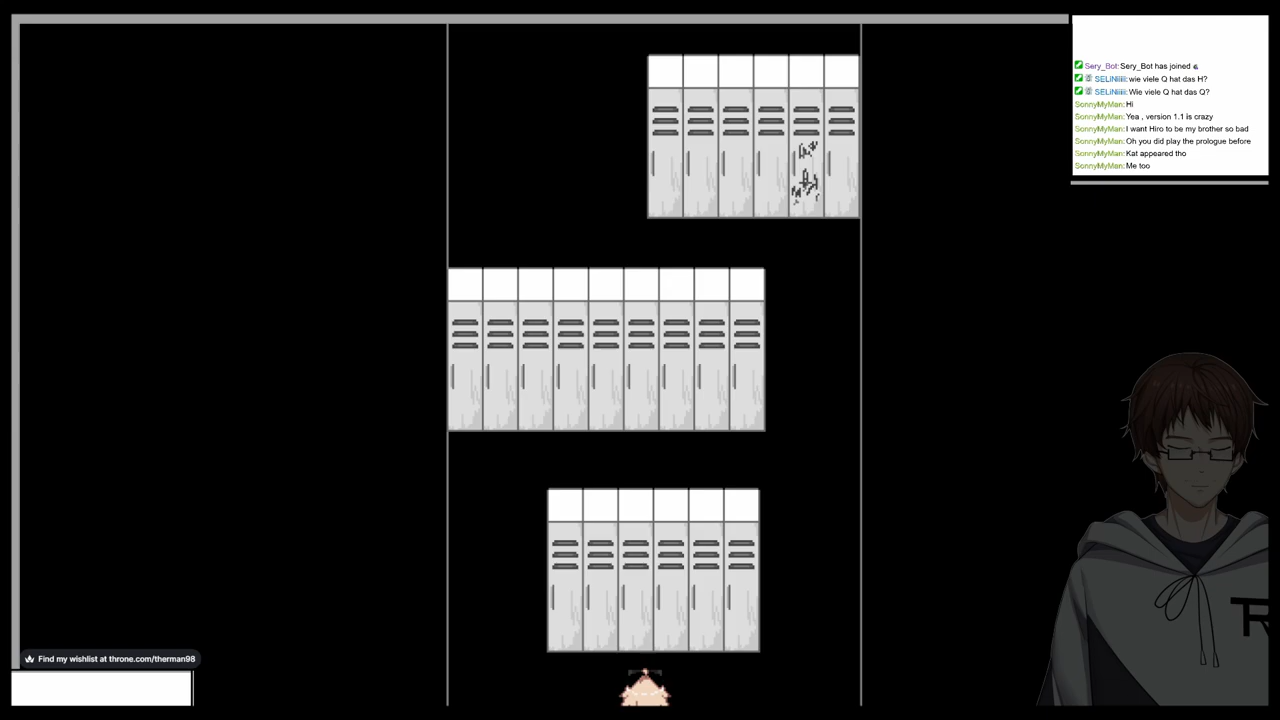 Sery_Bot: Sery_Bot has joined
SELiNiiiii: wie viele Q hat das H?
SELiNiiiii: Wie viele Q hat das Q?
SonnyMyMan: Hi
SonnyMyMan: Yea , version 1.1 is crazy
SonnyMyMan: I want Hiro to be my brother so bad
SonnyMyMan: Oh you did play the prologue before
SonnyMyMan: Kat appeared tho
SonnyMyMan: Me too
Find my wishlist at throne.com/therman98